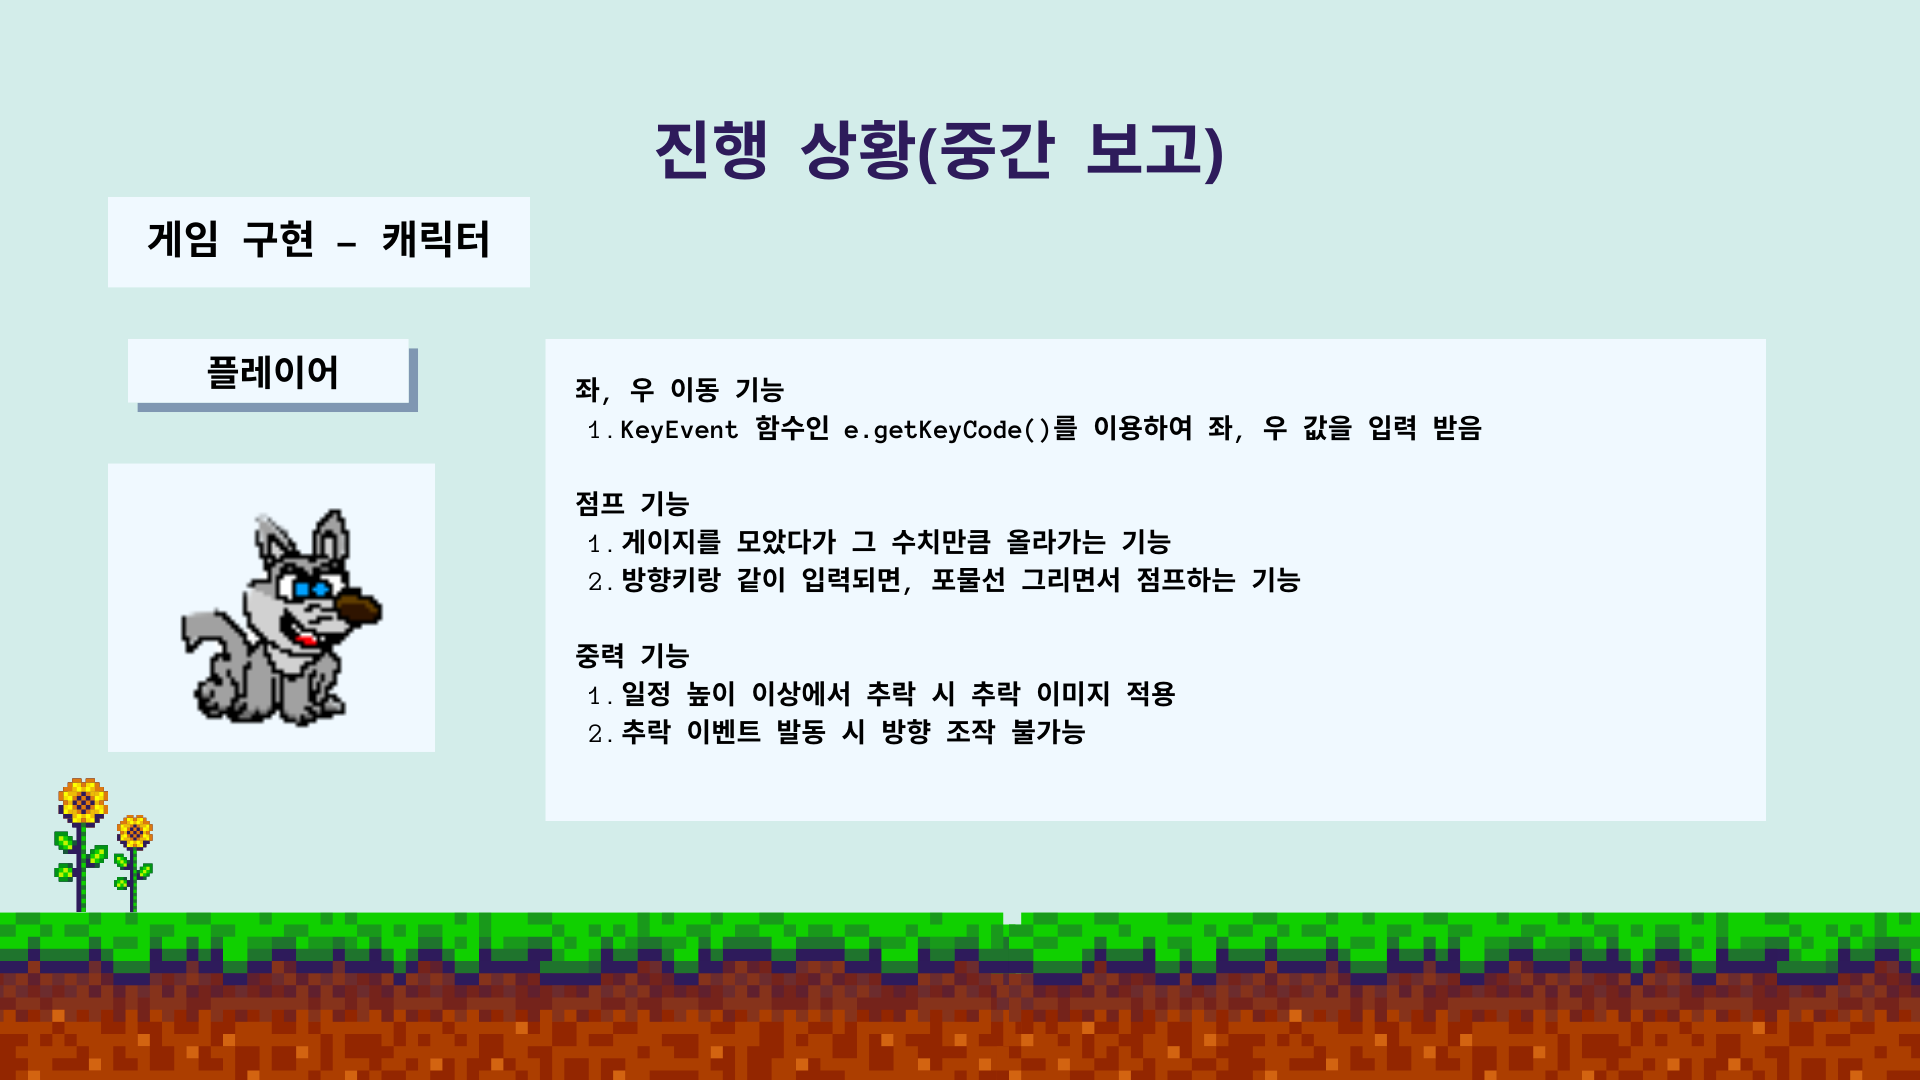 진행 상황(중간 보고)
게임 구현 – 캐릭터
플레이어
좌, 우 이동 기능
1. KeyEvent 함수인 e.getKeyCode()를 이용하여 좌, 우 값을 입력 받음
점프 기능
1. 게이지를 모았다가 그 수치만큼 올라가는 기능
2. 방향키랑 같이 입력되면, 포물선 그리면서 점프하는 기능
중력 기능
1. 일정 높이 이상에서 추락 시 추락 이미지 적용
2. 추락 이벤트 발동 시 방향 조작 불가능